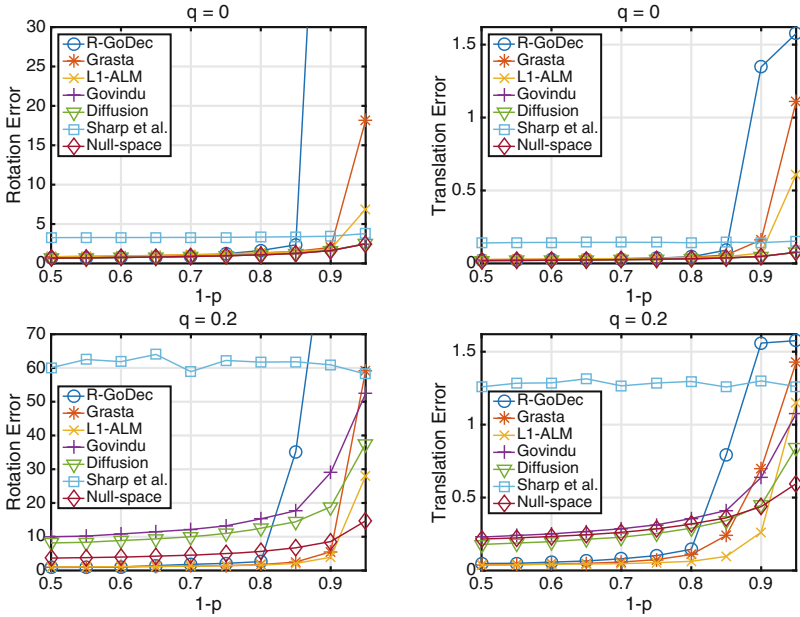 q = 0
30
25
20
15
10
5
0
Rotation Error
R-GoDec
Grasta
L1-ALM
Govindu
Diffusion
Sharp et al.
Null-space
0.5 0.6 0.7 0.8 0.9
1-p
q = 0
1.5
1
0.5
0
Translation Error
R-GoDec
Grasta
L1-ALM
Govindu
Diffusion
Sharp et al.
Null-space
0.5 0.6 0.7 0.8 0.9
1-p
q = 0.2
70
60
50
40
30
20
10
0
Rotation Error
R-GoDec
Grasta
L1-ALM
Govindu
Diffusion
Sharp et al.
Null-space
0.5 0.6 0.7 0.8 0.9
1-p
q = 0.2
1.5
1
0.5
0
Translation Error
R-GoDec
Grasta
L1-ALM
Govindu
Diffusion
Sharp et al.
Null-space
0.5 0.6 0.7 0.8 0.9
1-p